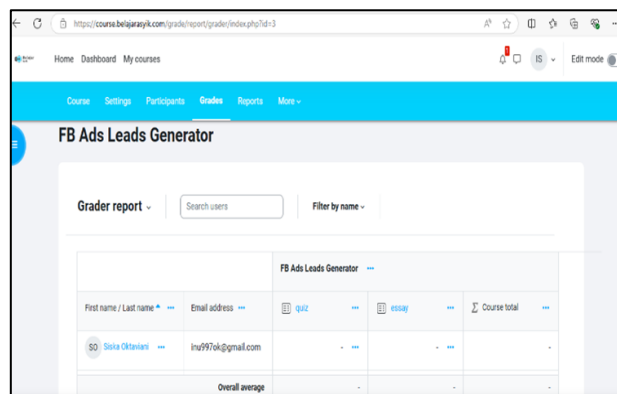 https://course.belajarasyik.com/grade/report/grader/index.php?id=3
Home Dashboard My courses
IS
Edit mode
Course Settings Participants Grades Reports More
FB Ads Leads Generator
Grader report
Search users
Filter by name
FB Ads Leads Generator
First name / Last name Email address quiz essay Σ Course total
SO Siska Oktaviani inu997ok@gmail.com - - -
Overall average - - -